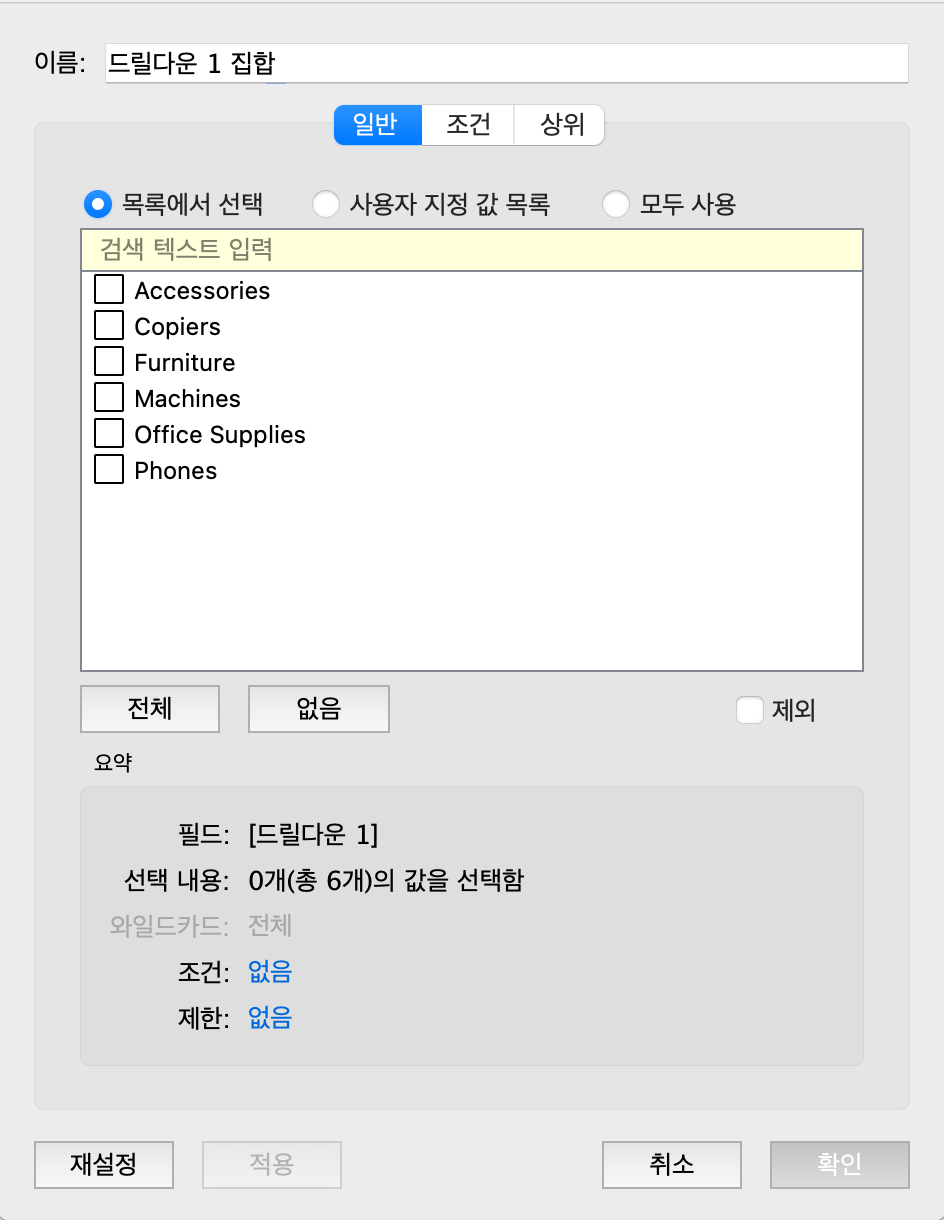 이름: 드릴다운 1 집합
일반 조건 상위
목록에서 선택 사용자 지정 값 목록 모두 사용
검색 텍스트 입력
Accessories
Copiers
Furniture
Machines
Office Supplies
Phones
전체 없음 제외
요약
필드: [드릴다운 1]
선택 내용: 0개(총 6개)의 값을 선택함
와일드카드: 전체
조건: 없음
제한: 없음
재설정 적용 취소 확인